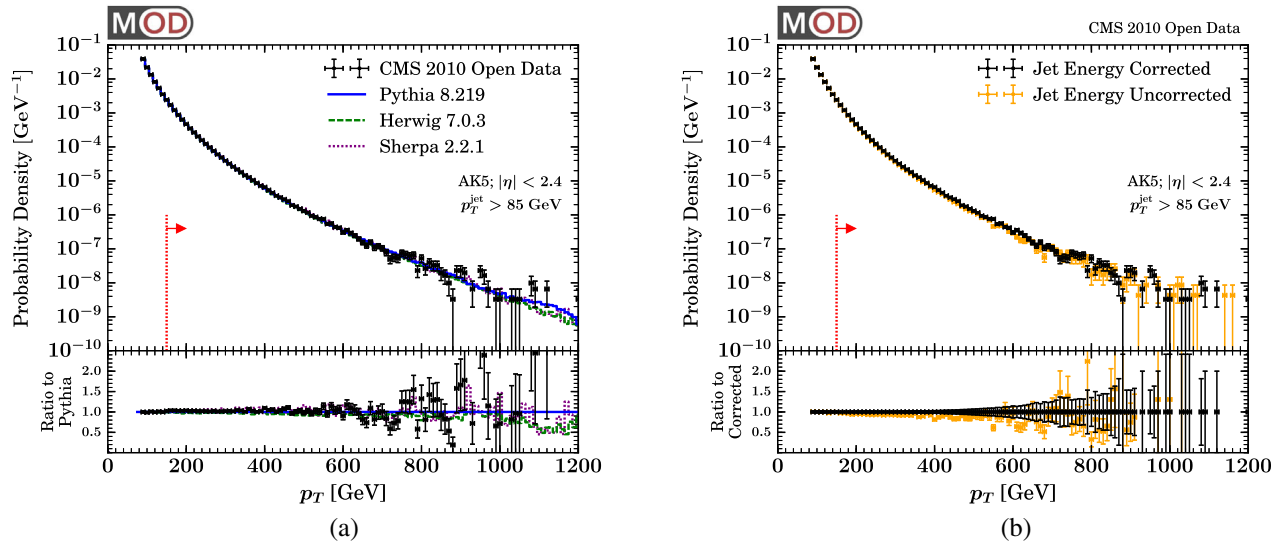 MOD
10^{-1}
10^{-2}
10^{-3}
10^{-4}
10^{-5}
10^{-6}
10^{-7}
10^{-8}
10^{-9}
10^{-10}
Probability Density [GeV^{-1}]
CMS 2010 Open Data
Pythia 8.219
Herwig 7.0.3
Sherpa 2.2.1
AK5; |η| < 2.4
p_T^{jet} > 85 GeV
2.0
1.5
1.0
0.5
Ratio to
Pythia
0 200 400 600 800 1000 1200
p_T [GeV]
(a)
MOD
CMS 2010 Open Data
10^{-1}
10^{-2}
10^{-3}
10^{-4}
10^{-5}
10^{-6}
10^{-7}
10^{-8}
10^{-9}
10^{-10}
Probability Density [GeV^{-1}]
Jet Energy Corrected
Jet Energy Uncorrected
AK5; |η| < 2.4
p_T^{jet} > 85 GeV
2.0
1.5
1.0
0.5
Ratio to
Corrected
0 200 400 600 800 1000 1200
p_T [GeV]
(b)